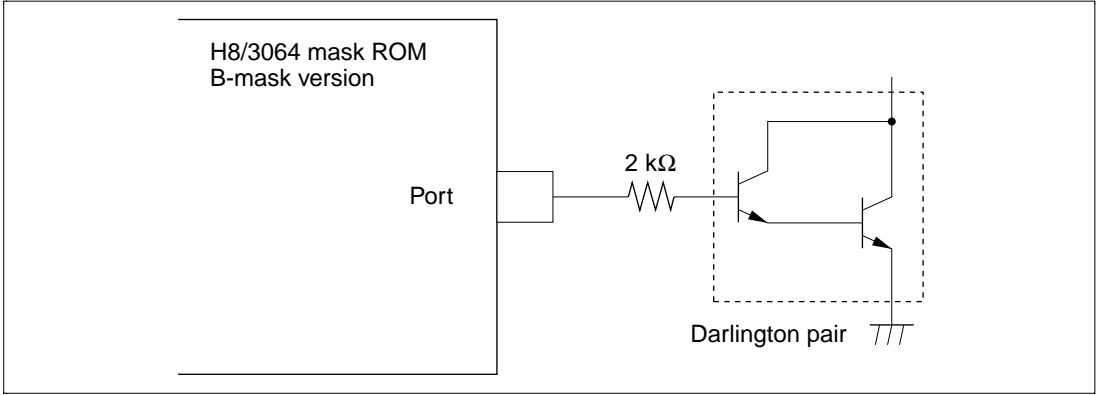 H8/3064 mask ROM
B-mask version
Port
2 kΩ
Darlington pair